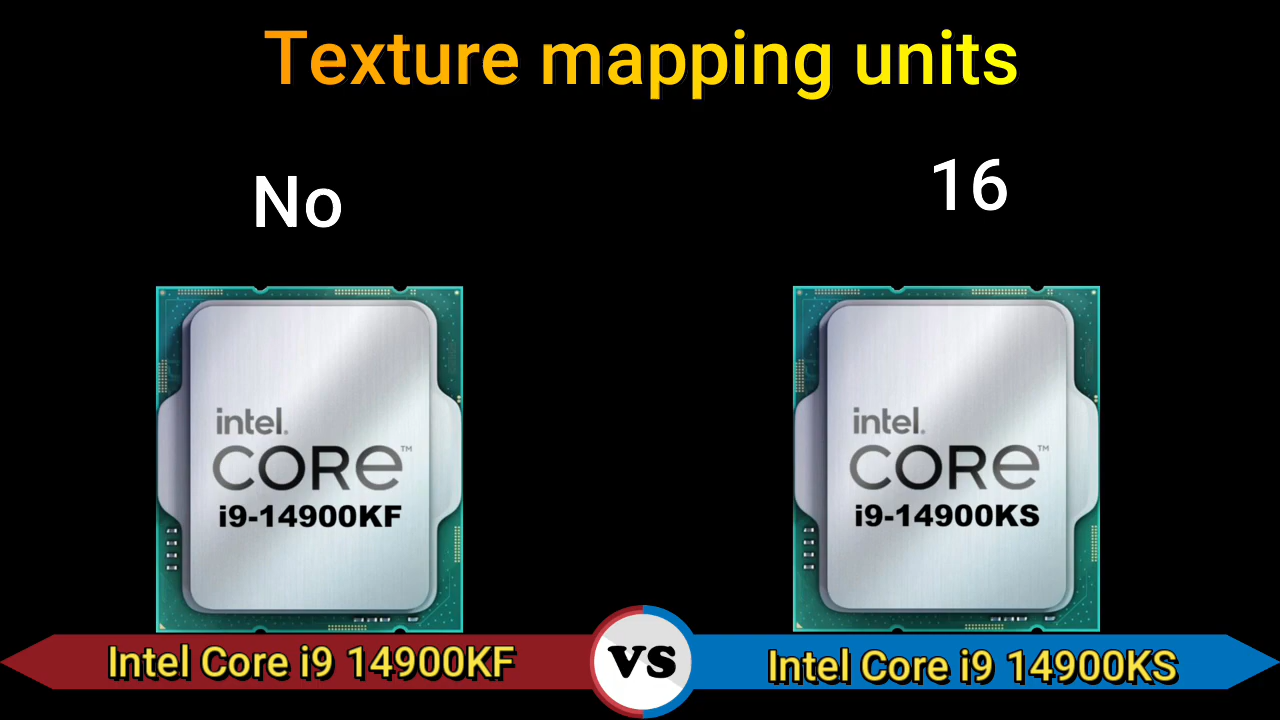 Texture mapping units
No
16
intel.
CORE™
i9-14900KF
intel.
CORE™
i9-14900KS
Intel Core i9 14900KF
VS
Intel Core i9 14900KS